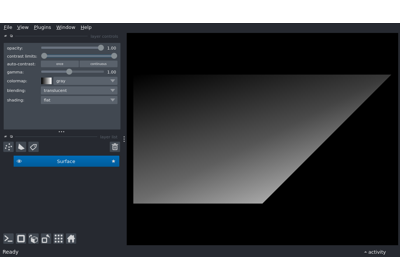 File View Plugins Window Help
layer controls
opacity: 1.00
contrast limits:
auto-contrast: once continuous
gamma: 1.00
colormap: gray
blending: translucent
shading: flat
layer list
Surface
Ready
activity